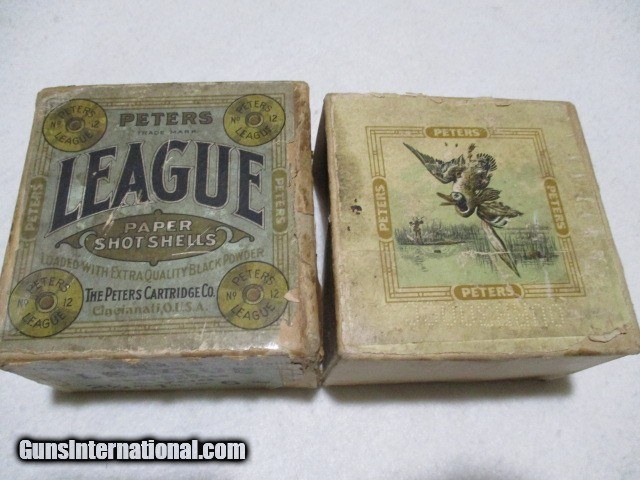 PETERS
TRADE MARK
LEAGUE
PAPER
SHOT SHELLS
LOADED WITH EXTRA QUALITY BLACK POWDER
THE PETERS CARTRIDGE CO.
Cincinnati, O. U.S.A.
PETERS
No 12
LEAGUE
PETERS
No 12
LEAGUE
PETERS
No 12
LEAGUE
PETERS
No 12
LEAGUE
PETERS
PETERS
PETERS
PETERS
PETERS
PETERS
GunsInternational.com